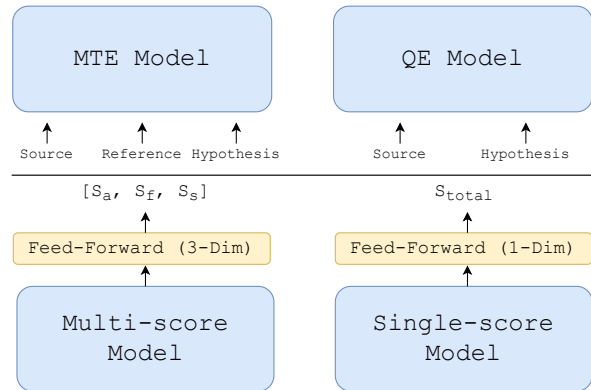 MTE Model
QE Model
Source Reference Hypothesis
Source Hypothesis
[Sa, Sf, Ss]
Stotal
Feed-Forward (3-Dim)
Feed-Forward (1-Dim)
Multi-score
Model
Single-score
Model